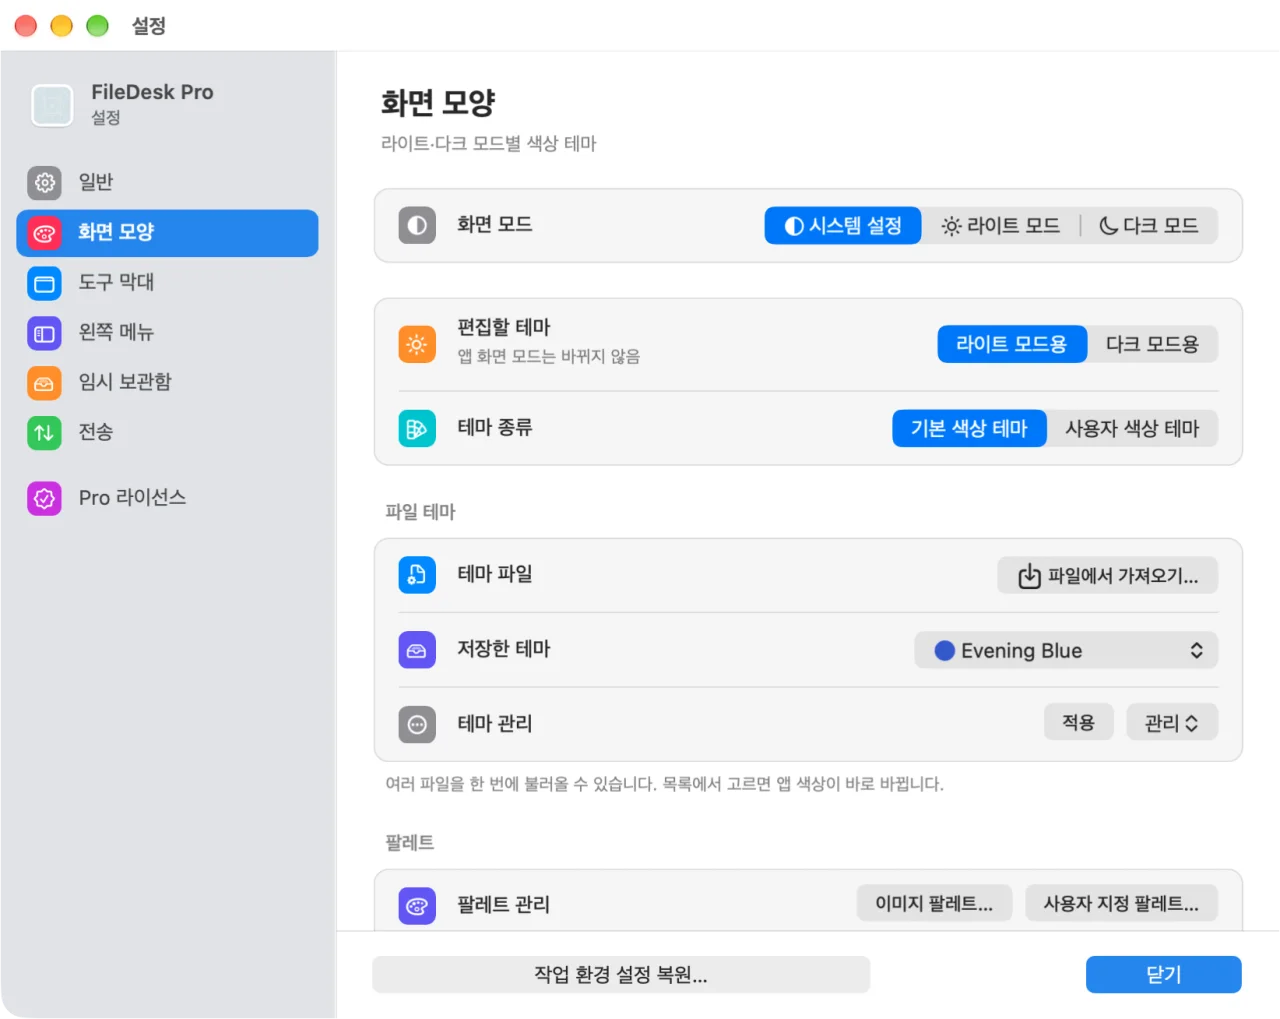 설정
FileDesk Pro
설정
일반
화면 모양
도구 막대
왼쪽 메뉴
임시 보관함
전송
Pro 라이선스
화면 모양
라이트·다크 모드별 색상 테마
화면 모드
시스템 설정
라이트 모드
다크 모드
편집할 테마
앱 화면 모드는 바뀌지 않음
라이트 모드용
다크 모드용
테마 종류
기본 색상 테마
사용자 색상 테마
파일 테마
테마 파일
파일에서 가져오기...
저장한 테마
Evening Blue
테마 관리
적용
관리
여러 파일을 한 번에 불러올 수 있습니다. 목록에서 고르면 앱 색상이 바로 바뀝니다.
팔레트
팔레트 관리
이미지 팔레트...
사용자 지정 팔레트...
작업 환경 설정 복원...
닫기